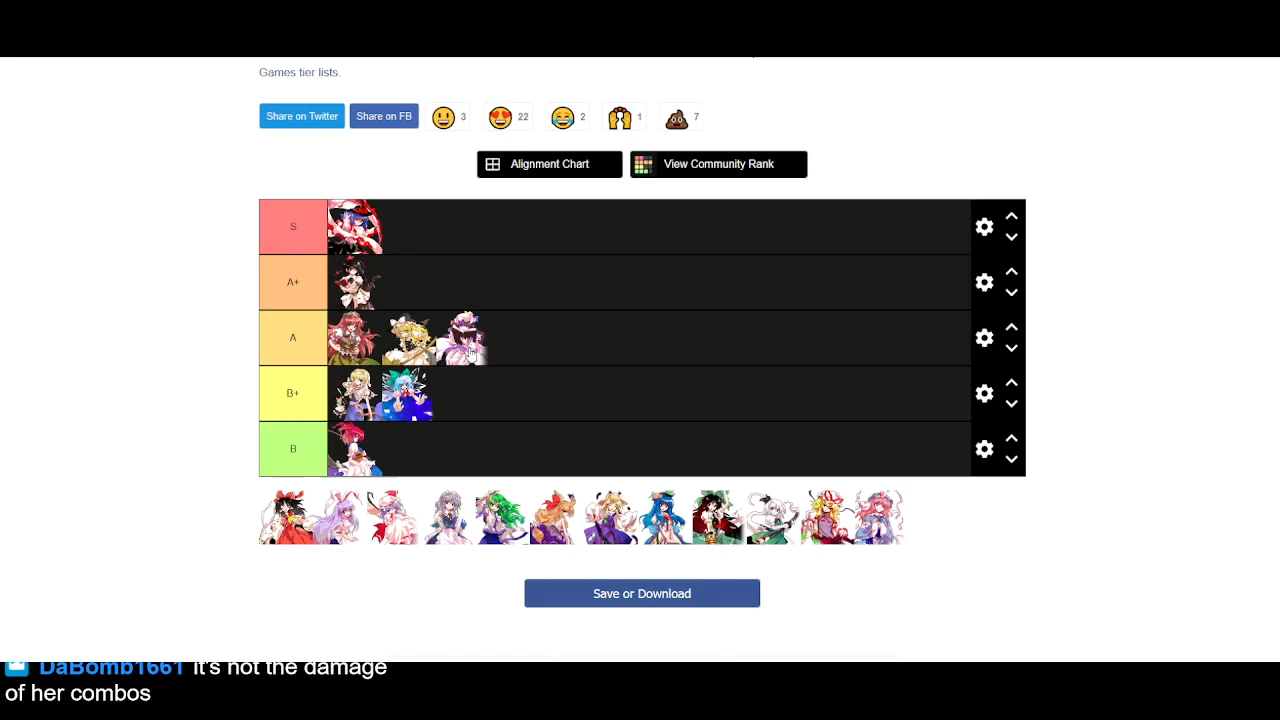 Games tier lists.
Share on Twitter Share on FB 3 22 2 1 7
Alignment Chart View Community Rank
S
A+
A
B+
B
Save or Download
DaBomb1661 It's not the damage
of her combos